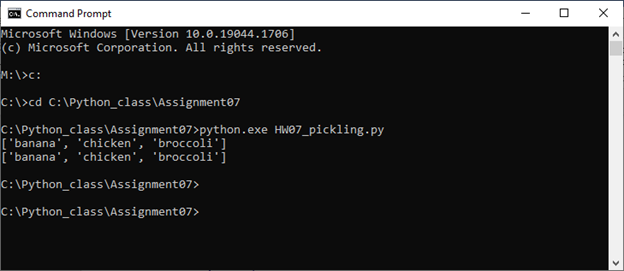 Command Prompt
Microsoft Windows [Version 10.0.19044.1706]
(c) Microsoft Corporation. All rights reserved.
M:\>c:
C:\>cd C:\Python_class\Assignment07
C:\Python_class\Assignment07>python.exe HW07_pickling.py
['banana', 'chicken', 'broccoli']
['banana', 'chicken', 'broccoli']
C:\Python_class\Assignment07>
C:\Python_class\Assignment07>